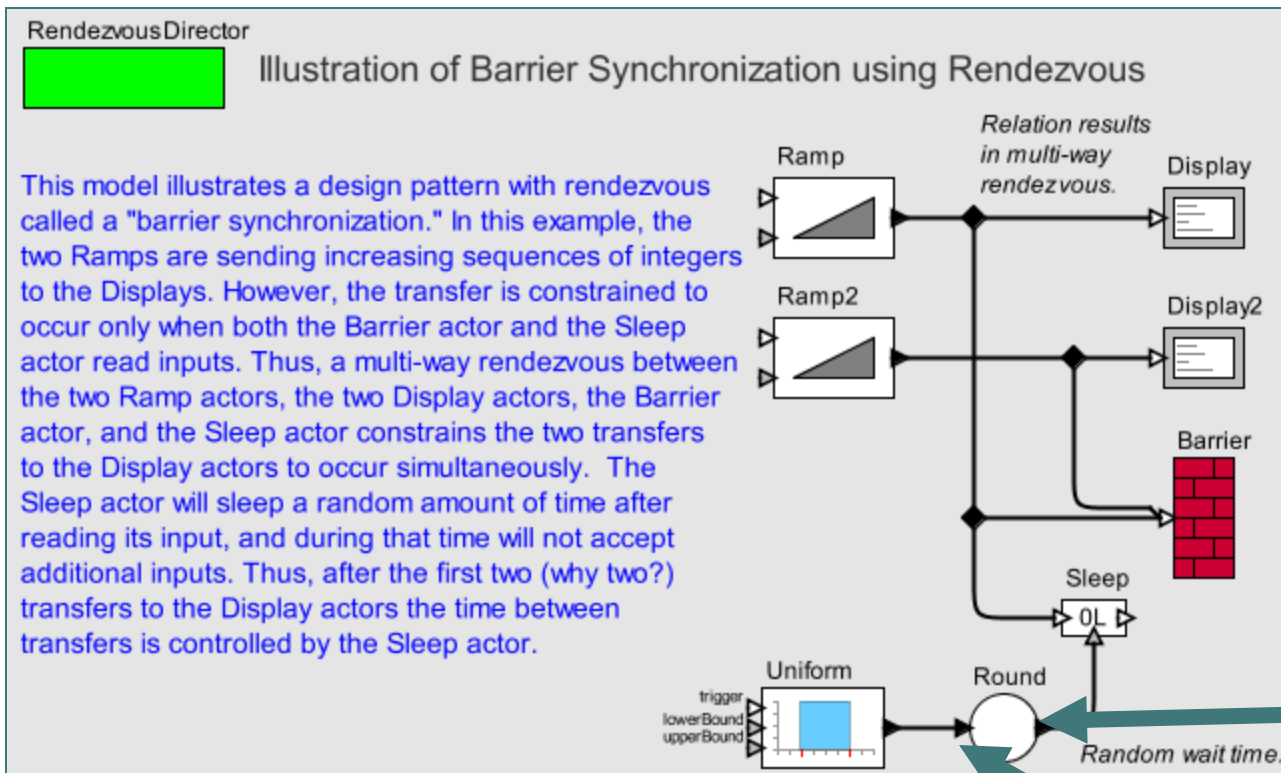 RendezvousDirector
Illustration of Barrier Synchronization using Rendezvous
This model illustrates a design pattern with rendezvous
called a "barrier synchronization." In this example, the
two Ramps are sending increasing sequences of integers
to the Displays. However, the transfer is constrained to
occur only when both the Barrier actor and the Sleep
actor read inputs. Thus, a multi-way rendezvous between
the two Ramp actors, the two Display actors, the Barrier
actor, and the Sleep actor constrains the two transfers
to the Display actors to occur simultaneously. The
Sleep actor will sleep a random amount of time after
reading its input, and during that time will not accept
additional inputs. Thus, after the first two (why two?)
transfers to the Display actors the time between
transfers is controlled by the Sleep actor.
Relation results
in multi-way
rendezvous.
Ramp
Display
Ramp2
Display2
Barrier
Sleep
0L
Uniform
trigger
lowerBound
upperBound
Round
Random wait time.